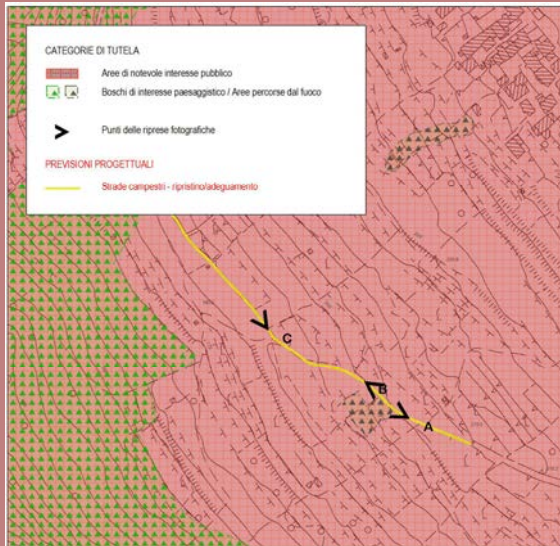 CATEGORIE DI TUTELA
Aree di notevole interesse pubblico
Boschi di interesse paesaggistico / Aree percorse dal fuoco
Punti delle riprese fotografiche
PREVISIONI PROGETTUALI
Strade campestri - ripristino/adeguamento
C
B
A